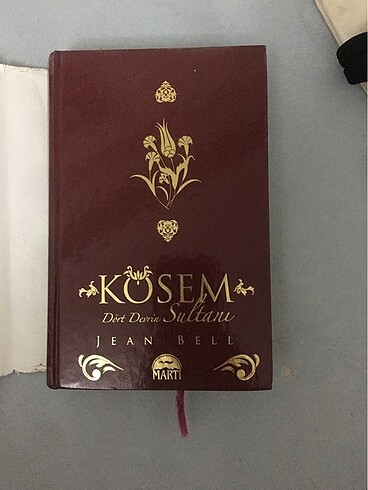 KÖSEM
Dört Devrin Sultanı
JEAN BELL
MARTI